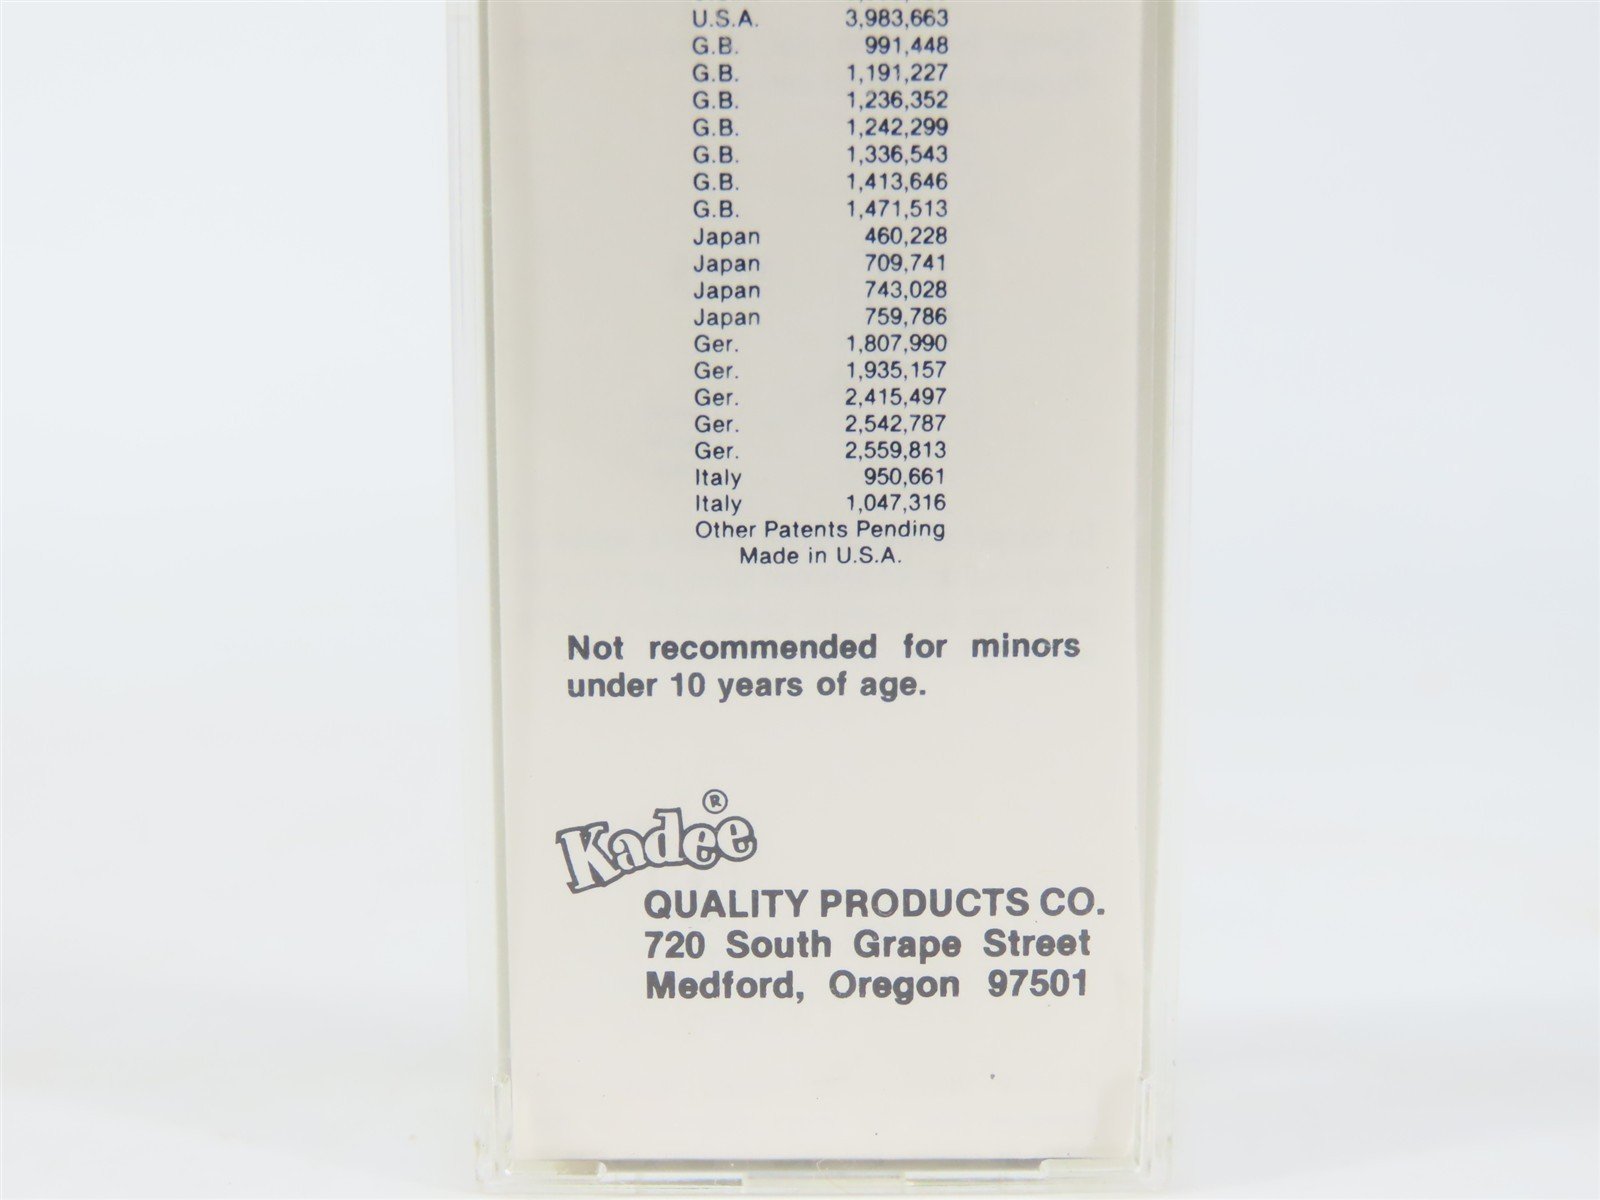 U.S.A. 3,983,663
G.B. 991,448
G.B. 1,191,227
G.B. 1,236,352
G.B. 1,242,299
G.B. 1,336,543
G.B. 1,413,646
G.B. 1,471,513
Japan 460,228
Japan 709,741
Japan 743,028
Japan 759,786
Ger. 1,807,990
Ger. 1,935,157
Ger. 2,415,497
Ger. 2,542,787
Ger. 2,559,813
Italy 950,661
Italy 1,047,316
Other Patents Pending
Made in U.S.A.
Not recommended for minors
under 10 years of age.
Kadee®
QUALITY PRODUCTS CO.
720 South Grape Street
Medford, Oregon 97501